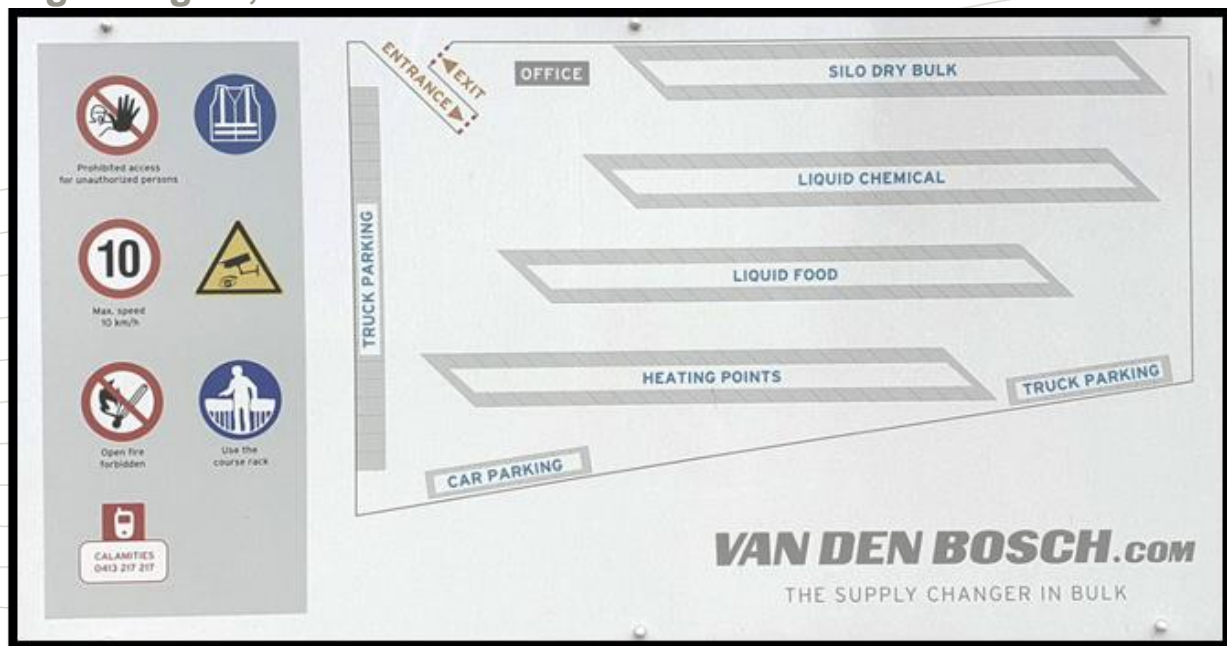 Prohibited access
for unauthorized persons
10
Max. speed
10 km/h
Open fire
forbidden
Use the
course rack
CALAMITIES
0413 217 217
ENTRANCE
EXIT
OFFICE
SILO DRY BULK
LIQUID CHEMICAL
LIQUID FOOD
HEATING POINTS
TRUCK PARKING
TRUCK PARKING
CAR PARKING
VAN DEN BOSCH.COM
THE SUPPLY CHANGER IN BULK